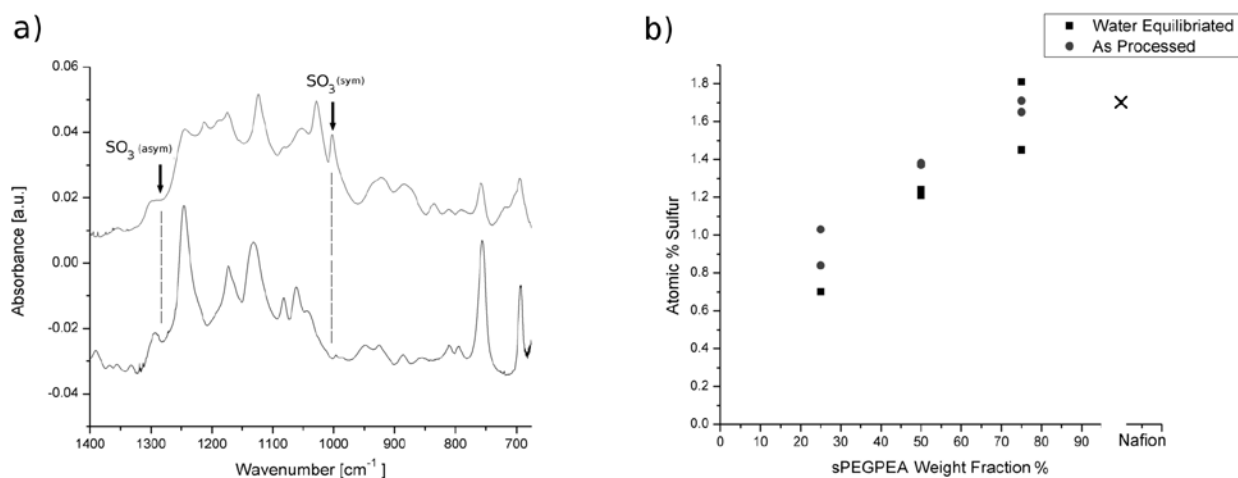 a)
0.06
0.04
0.02
0.00
-0.02
-0.04
Absorbance [a.u.]
SO3 (asym)
SO3 (sym)
1400 1300 1200 1100 1000 900 800 700
Wavenumber [cm-1]
b)
Water Equilibriated
As Processed
1.8
1.6
1.4
1.2
1.0
0.8
0.6
0.4
0.2
0.0
Atomic % Sulfur
0 10 20 30 40 50 60 70 80 90 Nafion
sPEGPEA Weight Fraction %